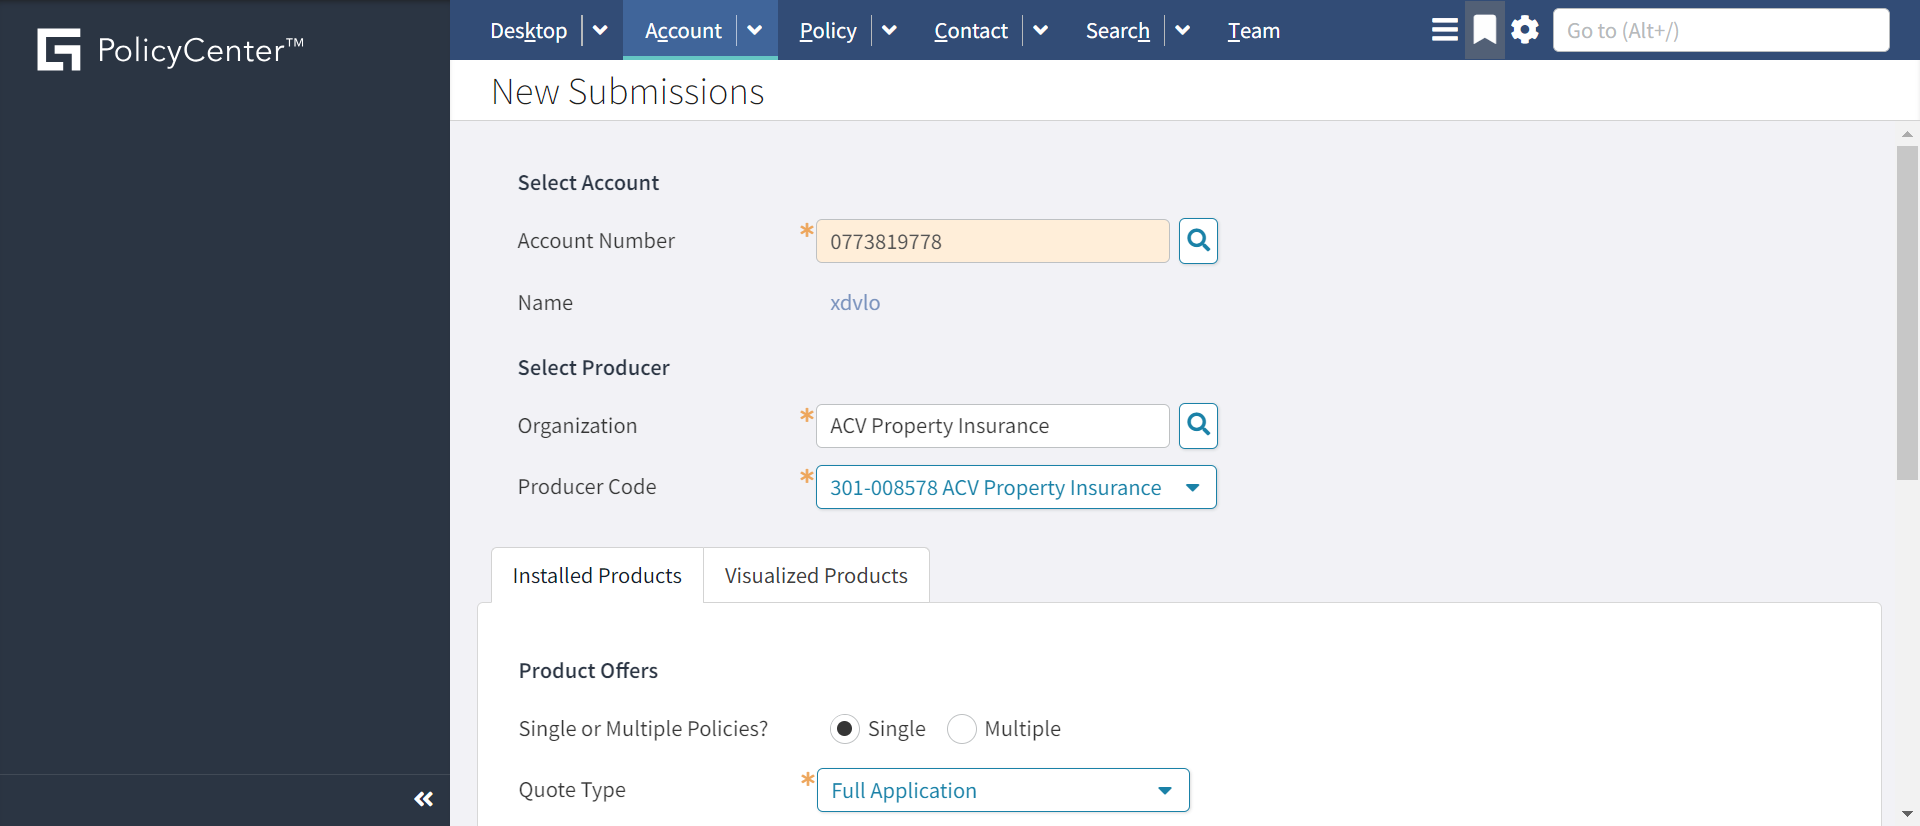 PolicyCenter™
Desktop Account Policy Contact Search Team Go to (Alt+/)
New Submissions
Select Account
Account Number * 0773819778
Name xdvlo
Select Producer
Organization * ACV Property Insurance
Producer Code * 301-008578 ACV Property Insurance
Installed Products Visualized Products
Product Offers
Single or Multiple Policies? Single Multiple
Quote Type * Full Application